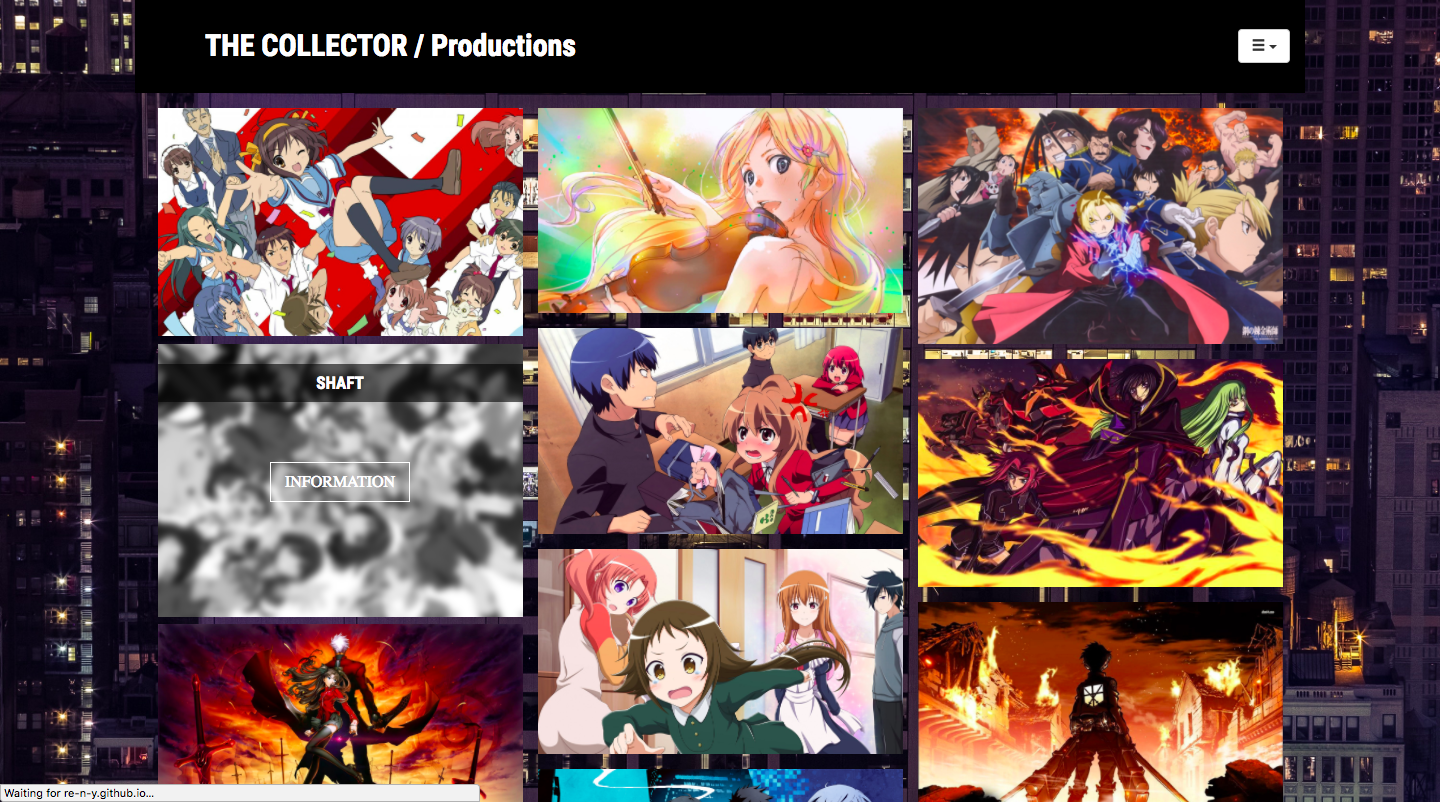 THE COLLECTOR / Productions
SHAFT
INFORMATION
Waiting for re-n-y.github.io...